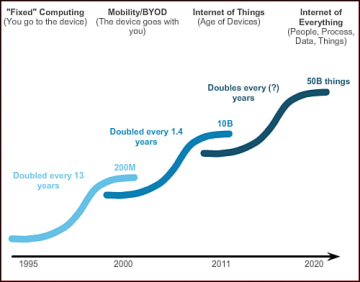 "Fixed" Computing
(You go to the device)
Mobility/BYOD
(The device goes with
you)
Internet of Things
(Age of Devices)
Internet of
Everything
(People, Process,
Data, Things)
Doubles every (?)
years
50B things
Doubled every 1.4
years
10B
Doubled every 13
years
200M
1995
2000
2011
2020